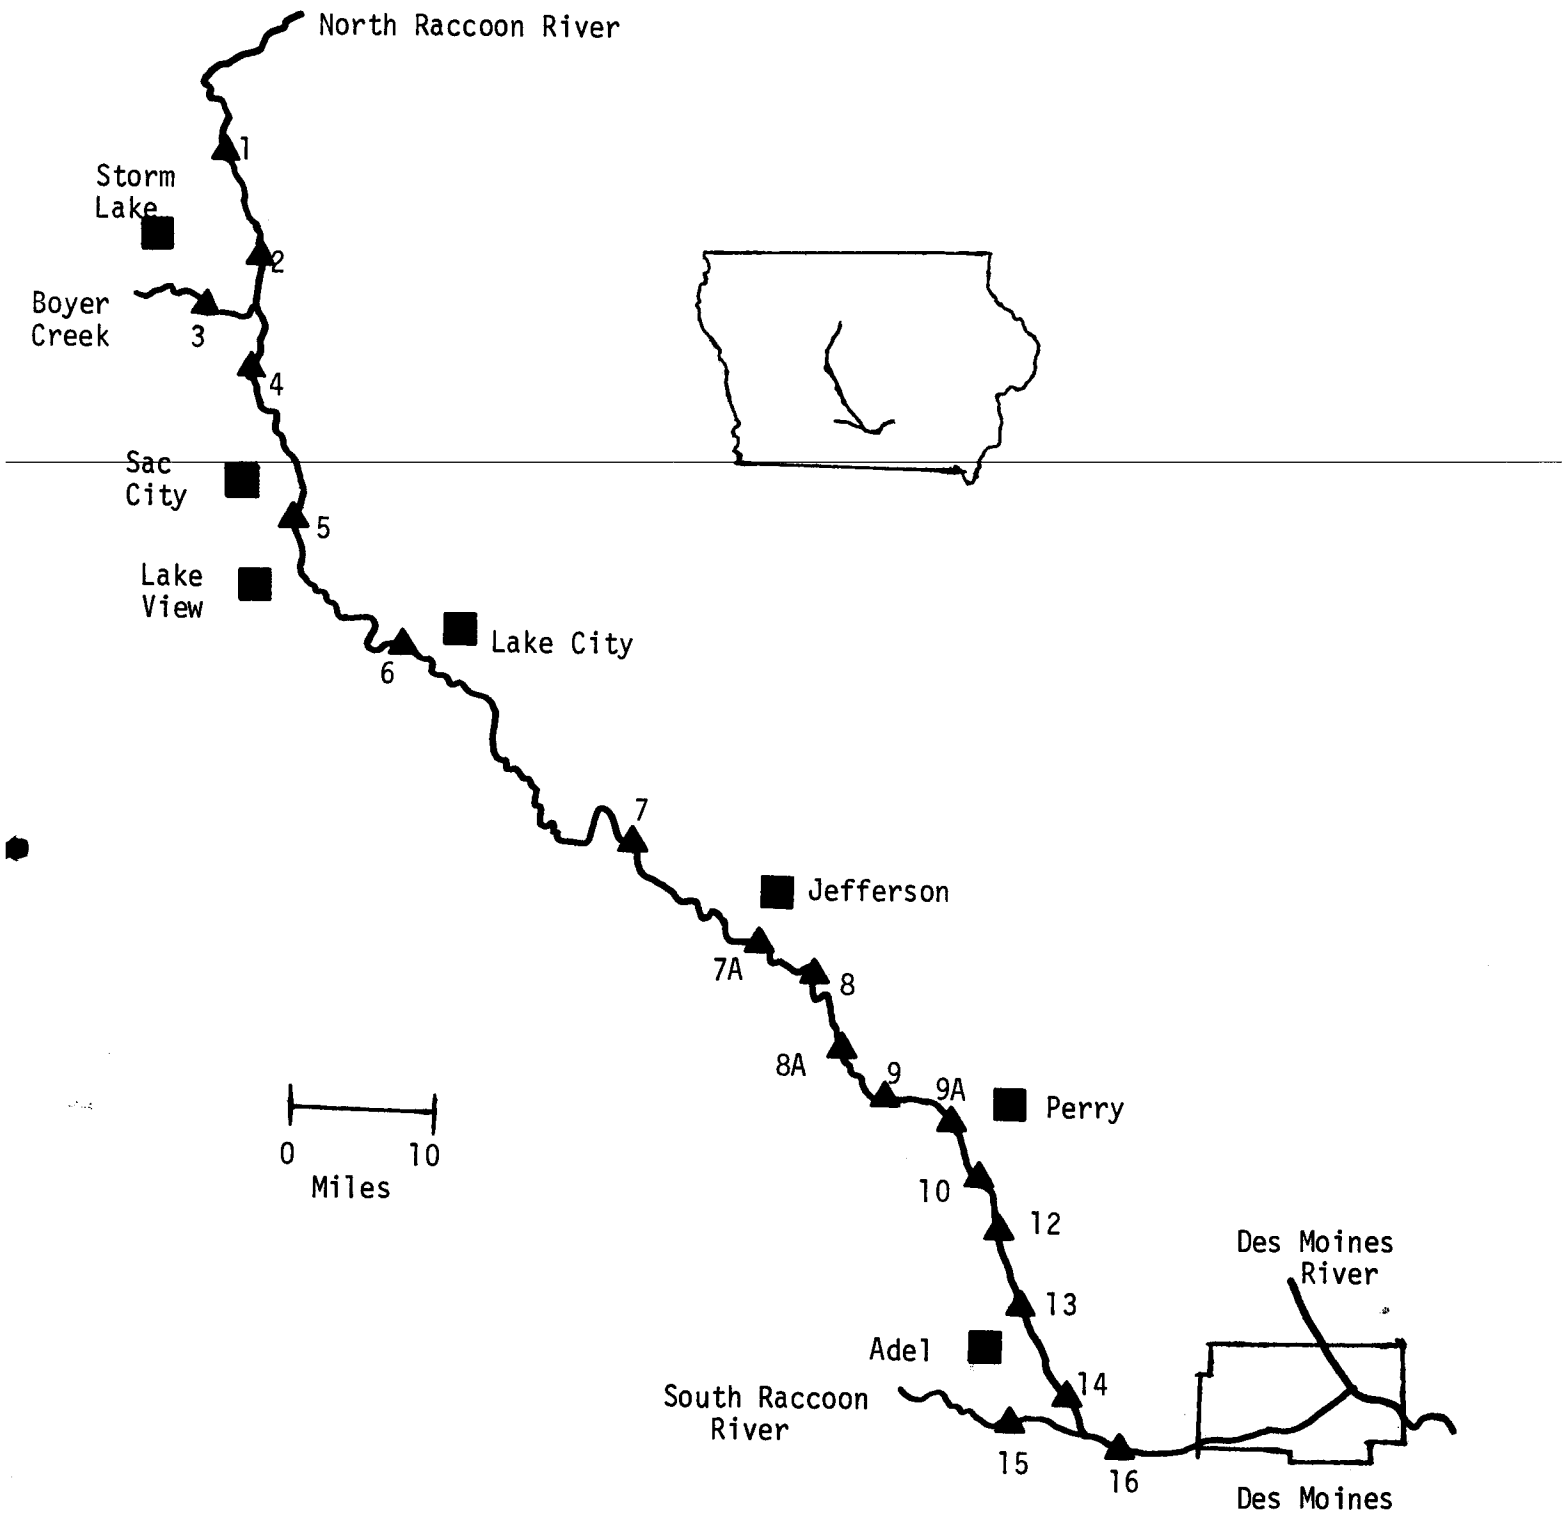 North Raccoon River
1
Storm
Lake
2
Boyer
Creek
3
4
Sac
City
5
Lake
View
Lake City
6
7
Jefferson
7A
8
8A
9
9A
Perry
0
10
Miles
10
12
Des Moines
River
13
Adel
14
South Raccoon
River
15
16
Des Moines